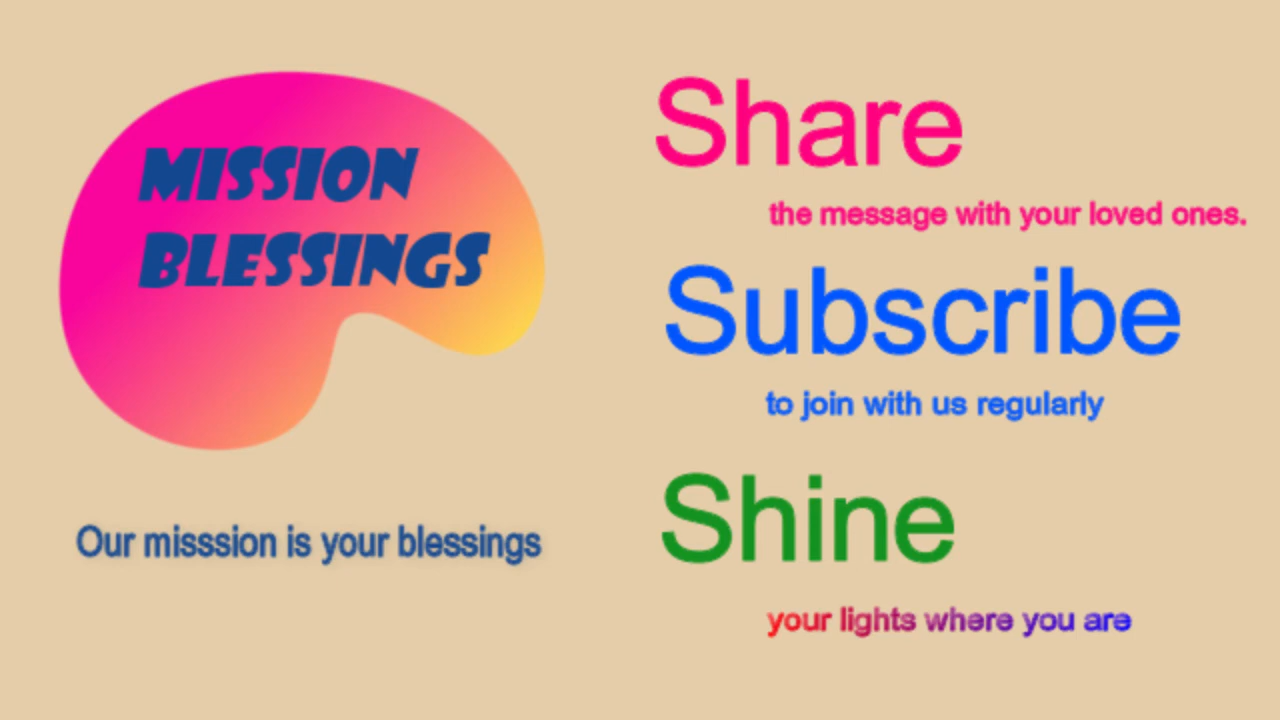 MISSION
BLESSINGS
Our misssion is your blessings
Share
the message with your loved ones.
Subscribe
to join with us regularly
Shine
your lights where you are